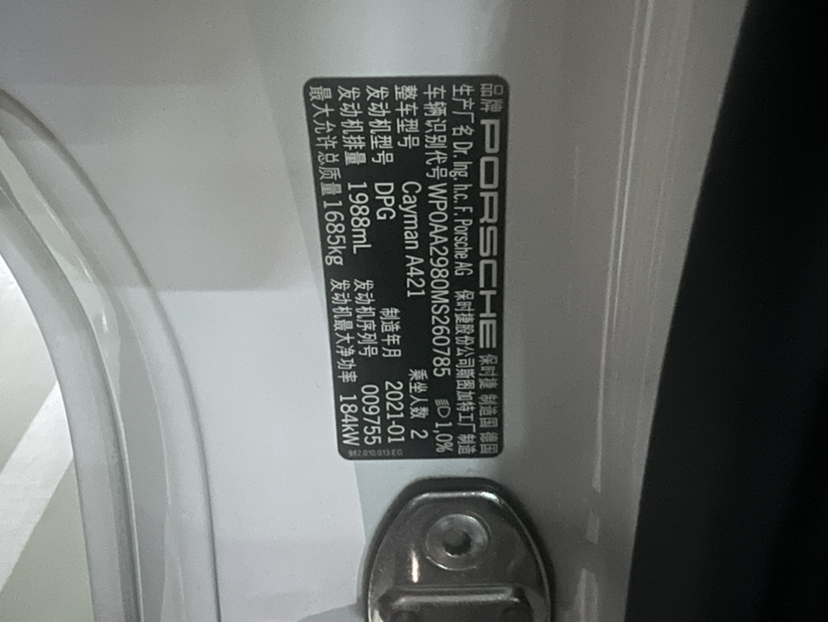 品牌 PORSCHE 保时捷 制造国 德国
生产厂名 Dr. Ing. h.c. F. Porsche AG 保时捷股份公司斯图加特工厂制造
车辆识别代号 WP0AA2980MS260785 1,0%
整车型号 Cayman A421 乘坐人数 2
发动机型号 DPG 制造年月 2021-01
发动机排量 1988mL 发动机序列号 009755
最大允许总质量 1685kg 发动机最大净功率 184kW
982 010 013 EG